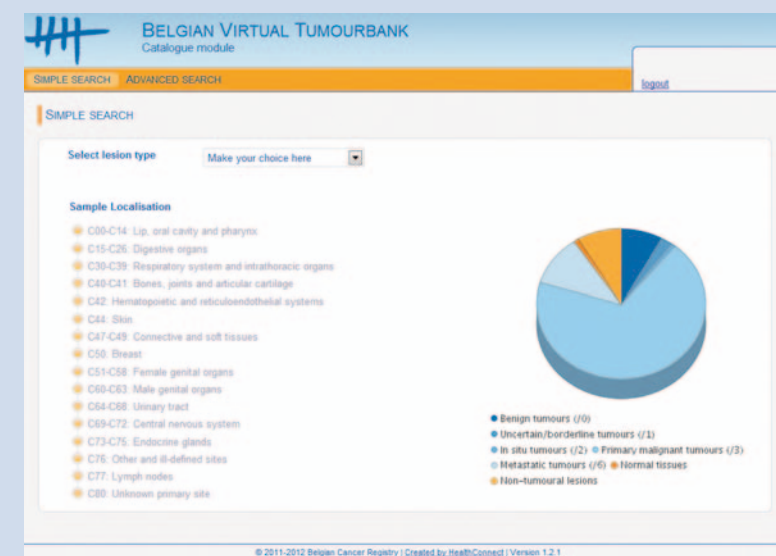 BELGIAN VIRTUAL TUMOURBANK
Catalogue module
SIMPLE SEARCH ADVANCED SEARCH
logout
SIMPLE SEARCH
Select lesion type Make your choice here
Sample Localisation
C00-C14: Lip, oral cavity and pharynx
C15-C26: Digestive organs
C30-C39: Respiratory system and intrathoracic organs
C40-C41: Bones, joints and articular cartilage
C42: Hematopoietic and reticuloendothelial systems
C44: Skin
C47-C49: Connective and soft tissues
C50: Breast
C51-C58: Female genital organs
C60-C63: Male genital organs
C64-C68: Urinary tract
C69-C72: Central nervous system
C73-C75: Endocrine glands
C76: Other and ill-defined sites
C77: Lymph nodes
C80: Unknown primary site
Benign tumours (/0)
Uncertain/borderline tumours (/1)
In situ tumours (/2) Primary malignant tumours (/3)
Metastatic tumours (/6) Normal tissues
Non-tumoural lesions
© 2011-2012 Belgian Cancer Registry | Created by HealthConnect | Version 1.2.1